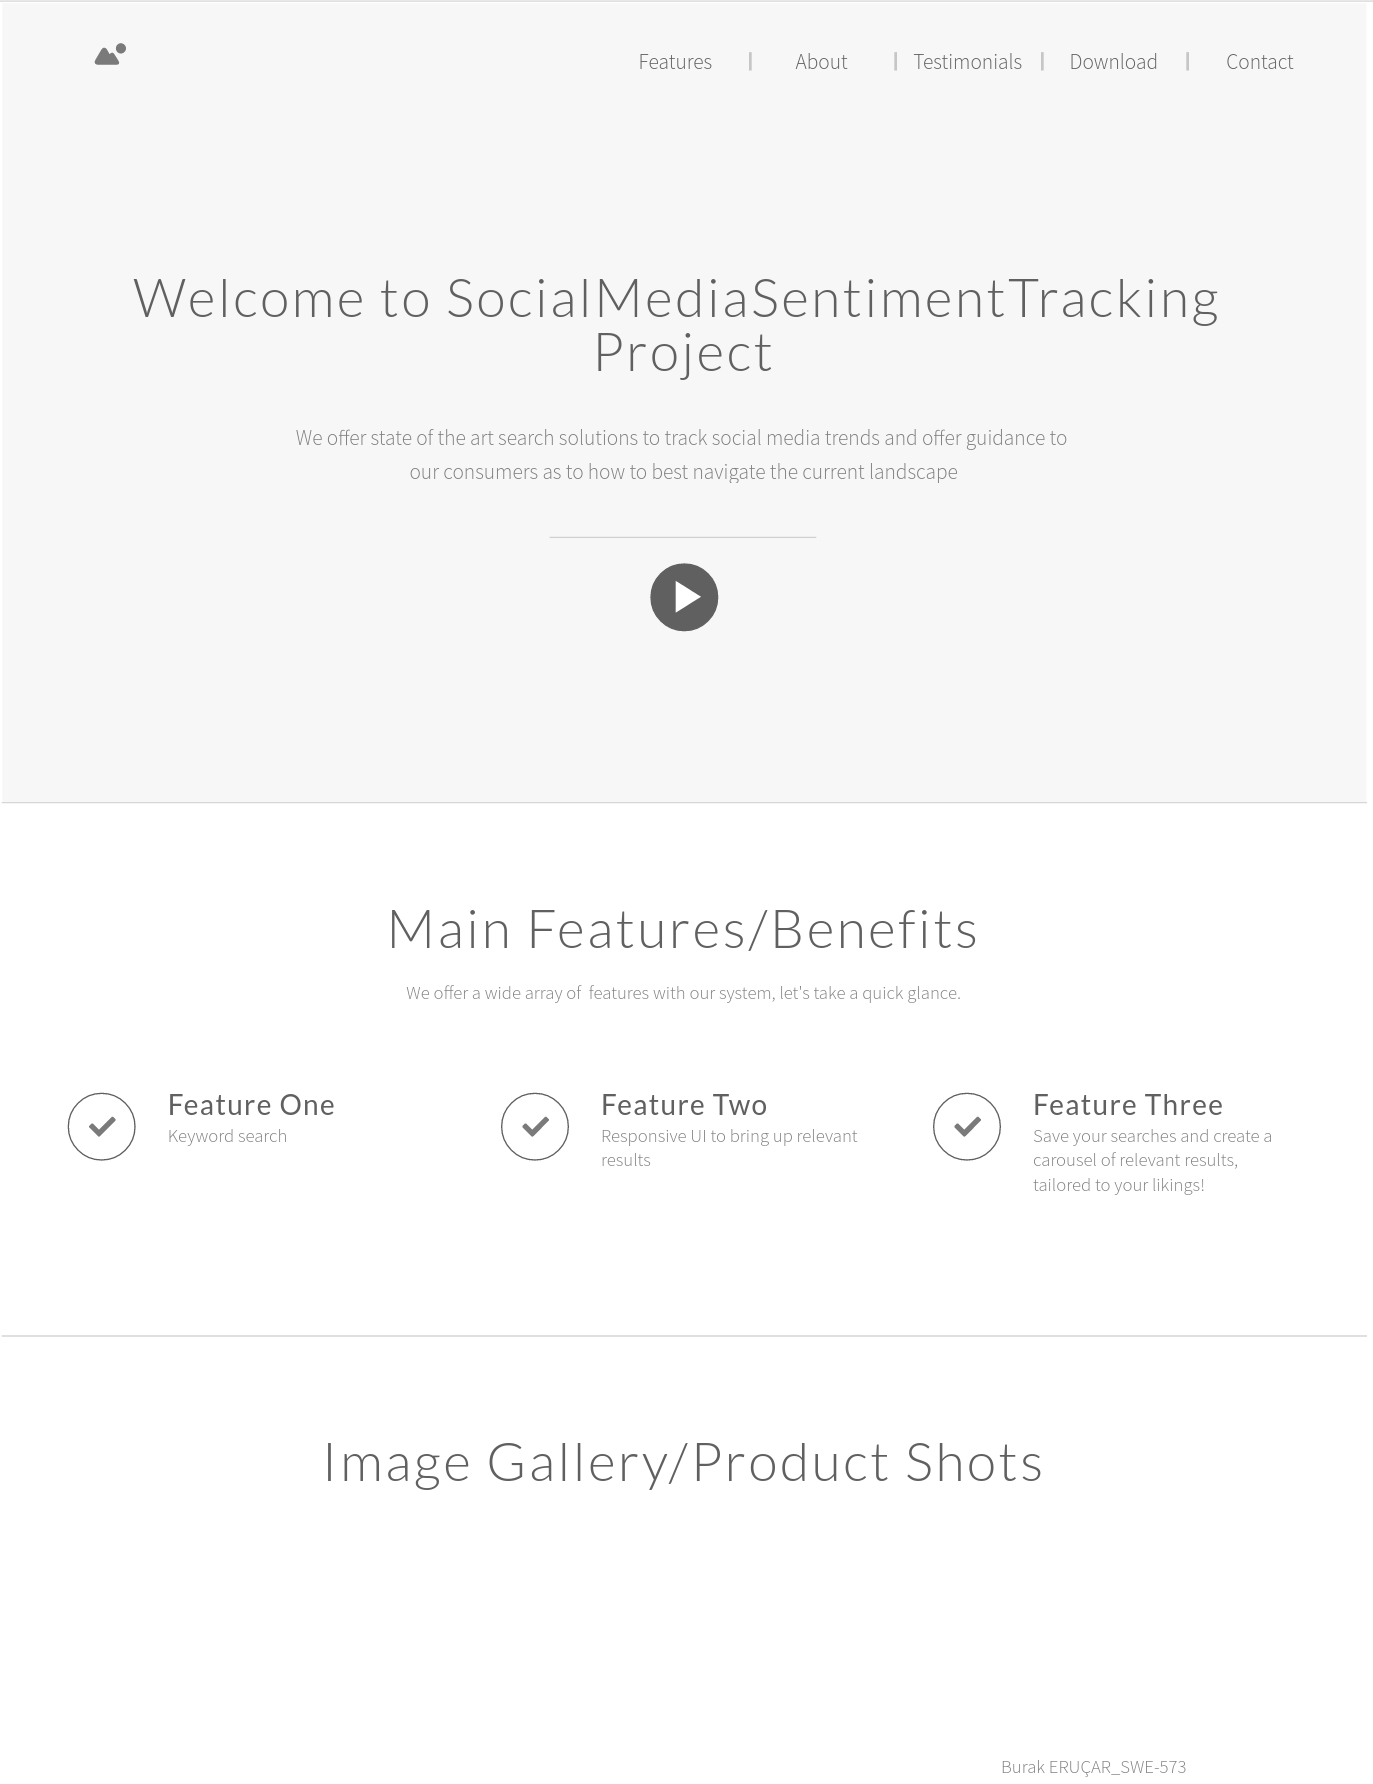 Features | About | Testimonials | Download | Contact
Welcome to SocialMediaSentimentTracking
Project
We offer state of the art search solutions to track social media trends and offer guidance to
our consumers as to how to best navigate the current landscape
Main Features/Benefits
We offer a wide array of  features with our system, let's take a quick glance.
Feature One
Keyword search
Feature Two
Responsive UI to bring up relevant
results
Feature Three
Save your searches and create a
carousel of relevant results,
tailored to your likings!
Image Gallery/Product Shots
Burak ERUÇAR_SWE-573